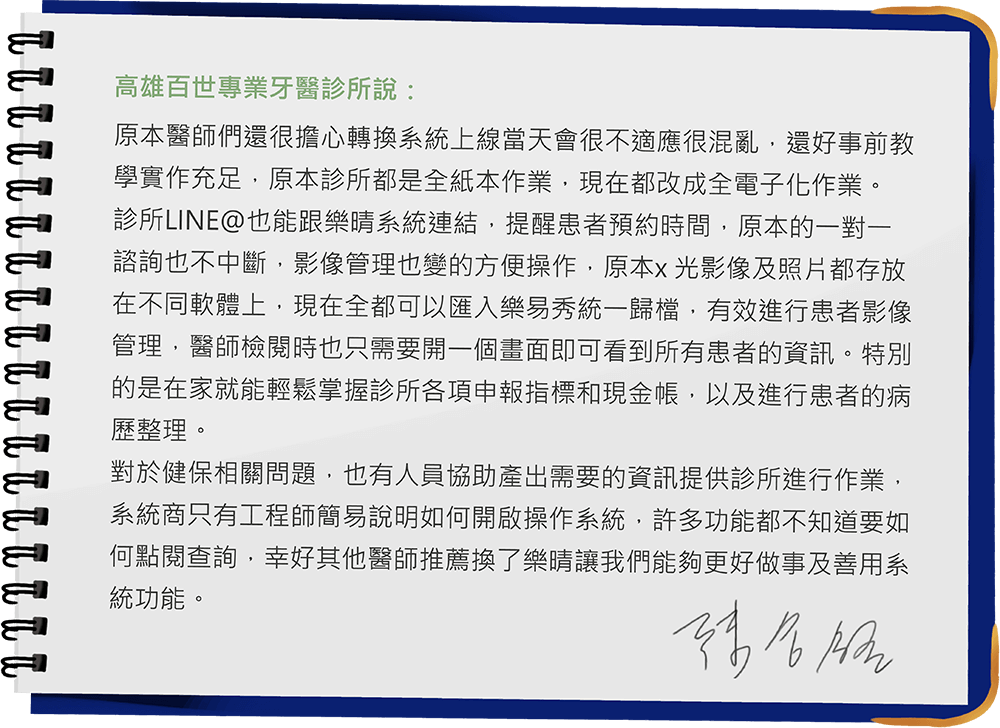 高雄百世專業牙醫診所說：
原本醫師們還很擔心轉換系統上線當天會很不適應很混亂，還好事前教
學實作充足，原本診所都是全紙本作業，現在都改成全電子化作業。
診所LINE@也能跟樂晴系統連結，提醒患者預約時間，原本的一對一
諮詢也不中斷，影像管理也變的方便操作，原本x 光影像及照片都存放
在不同軟體上，現在全都可以匯入樂易秀統一歸檔，有效進行患者影像
管理，醫師檢閱時也只需要開一個畫面即可看到所有患者的資訊。特別
的是在家就能輕鬆掌握診所各項申報指標和現金帳，以及進行患者的病
歷整理。
對於健保相關問題，也有人員協助產出需要的資訊提供診所進行作業，
系統商只有工程師簡易說明如何開啟操作系統，許多功能都不知道要如
何點閱查詢，幸好其他醫師推薦換了樂晴讓我們能夠更好做事及善用系
統功能。